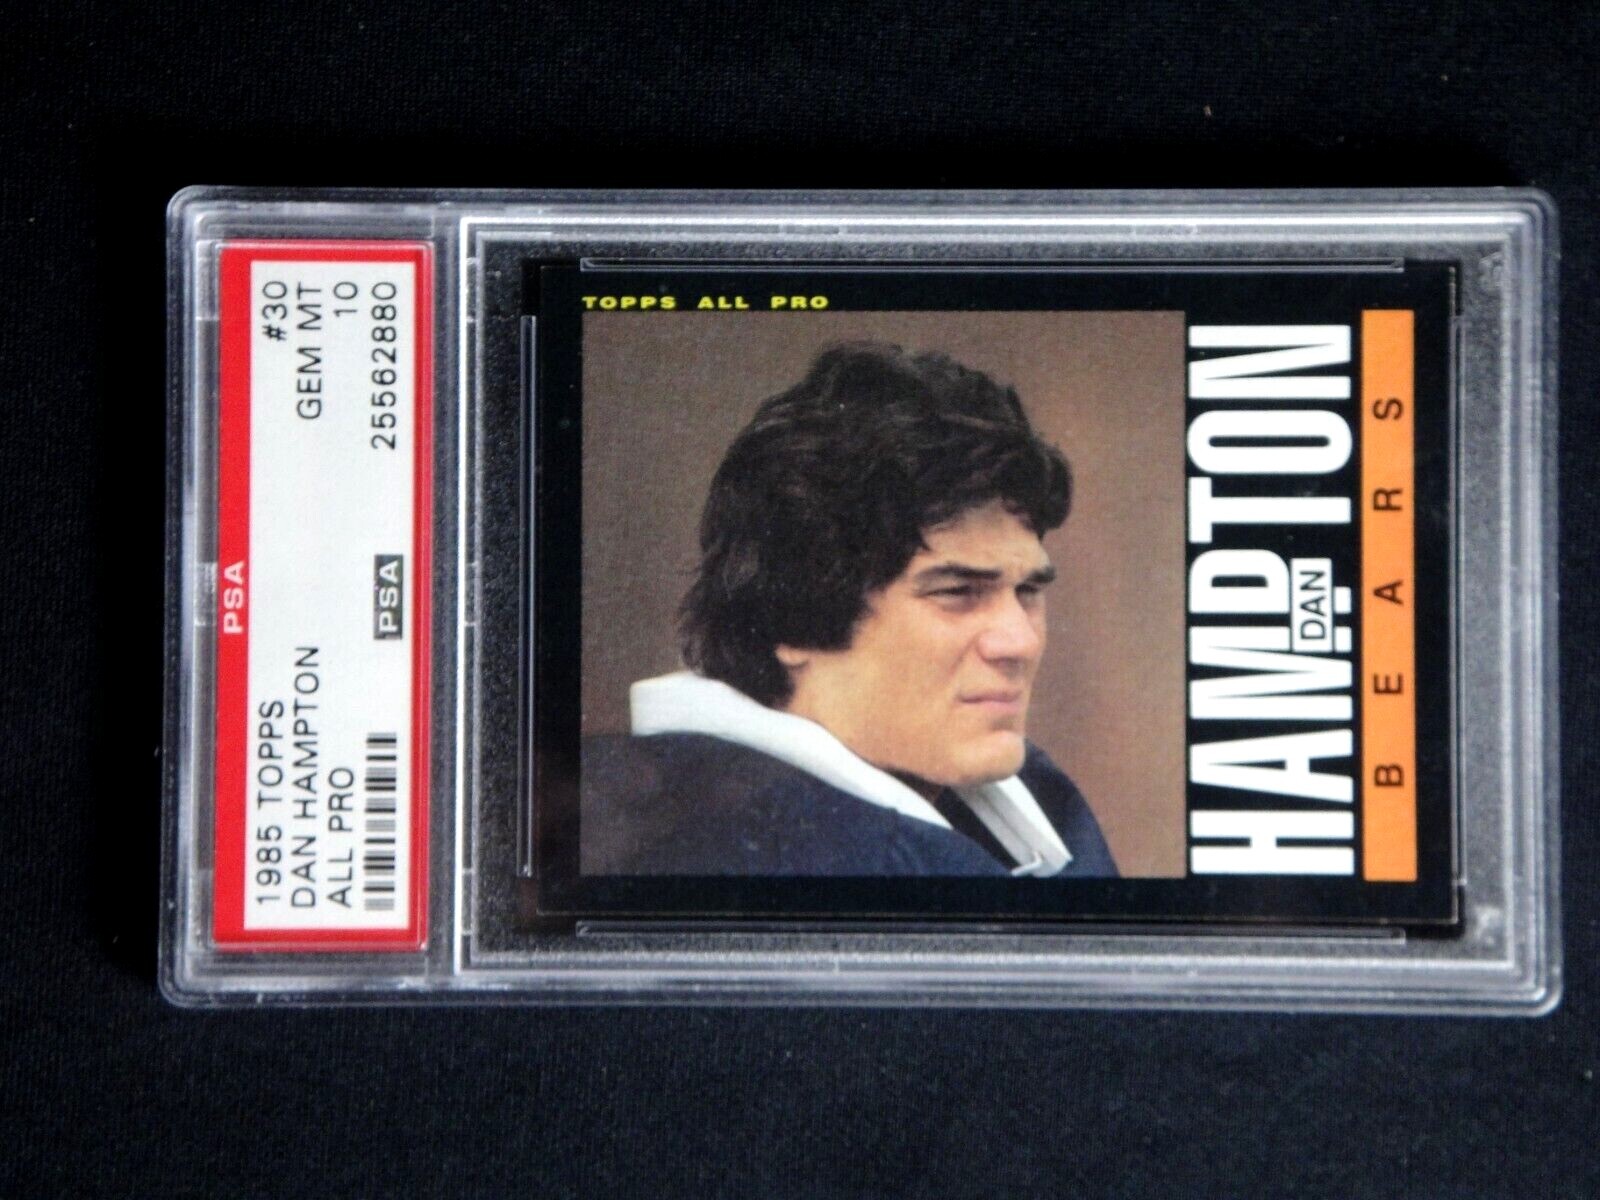 PSA
1985 TOPPS #30
DAN HAMPTON GEM MT
ALL PRO 10
PSA 25562880
TOPPS ALL PRO
HAMPTON
DAN
BEARS